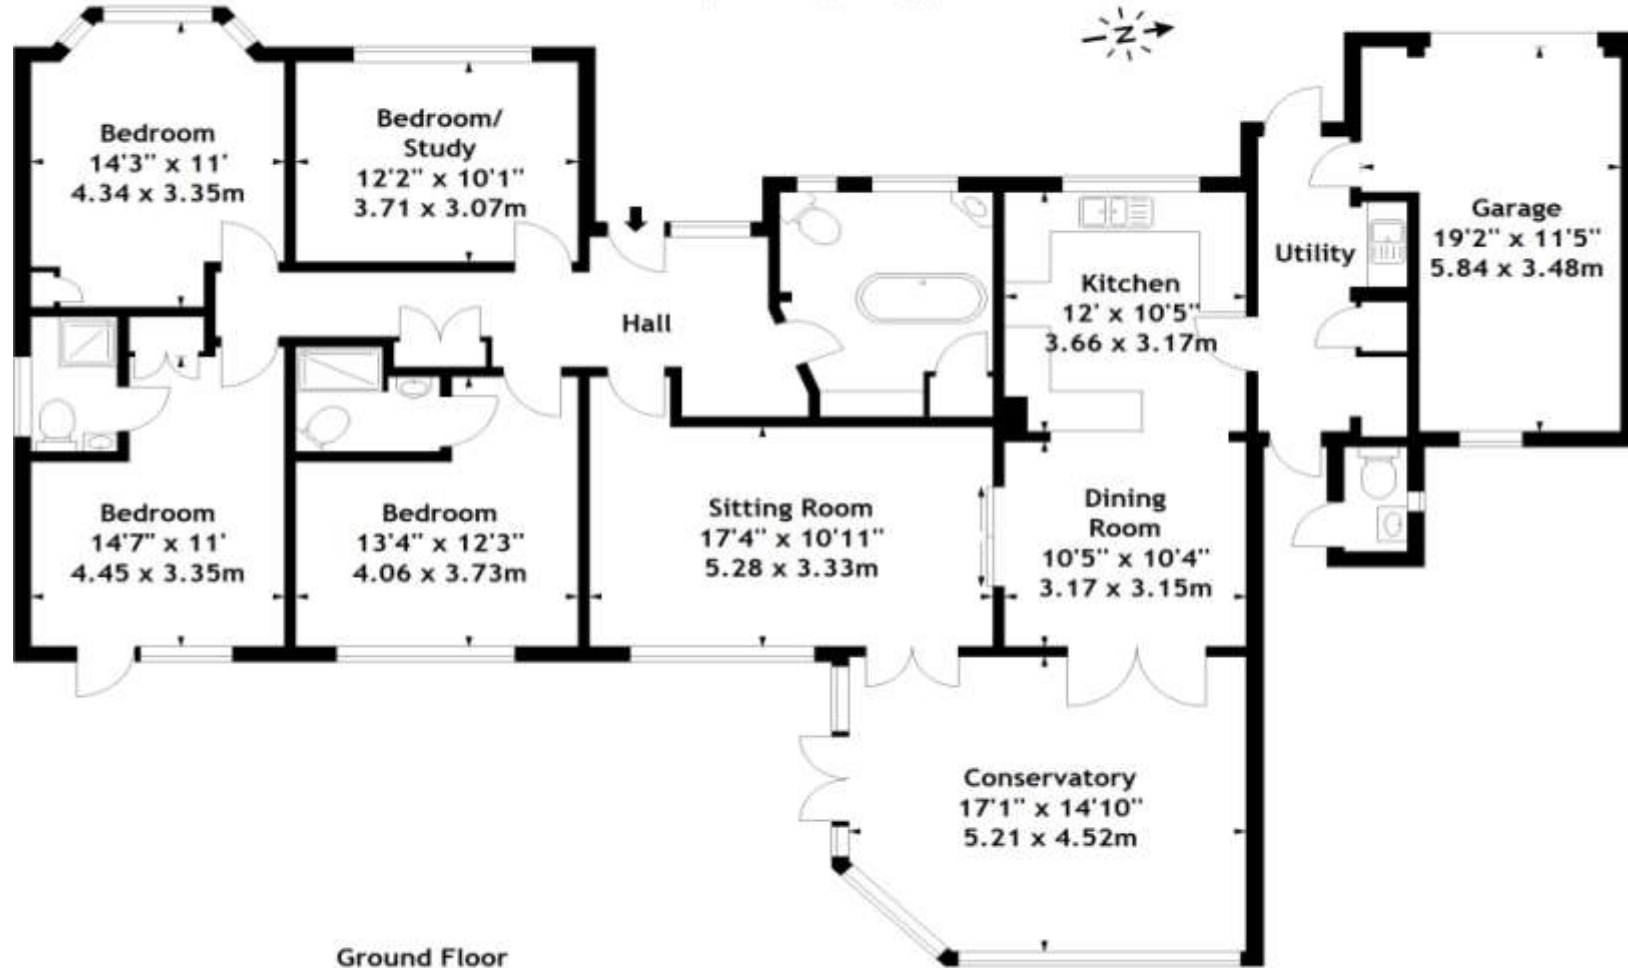 N
Bedroom
14'3" x 11'
4.34 x 3.35m
Bedroom/
Study
12'2" x 10'1"
3.71 x 3.07m
Garage
19'2" x 11'5"
5.84 x 3.48m
Utility
Kitchen
12' x 10'5"
3.66 x 3.17m
Hall
Bedroom
14'7" x 11'
4.45 x 3.35m
Bedroom
13'4" x 12'3"
4.06 x 3.73m
Sitting Room
17'4" x 10'11"
5.28 x 3.33m
Dining
Room
10'5" x 10'4"
3.17 x 3.15m
Conservatory
17'1" x 14'10"
5.21 x 4.52m
Ground Floor